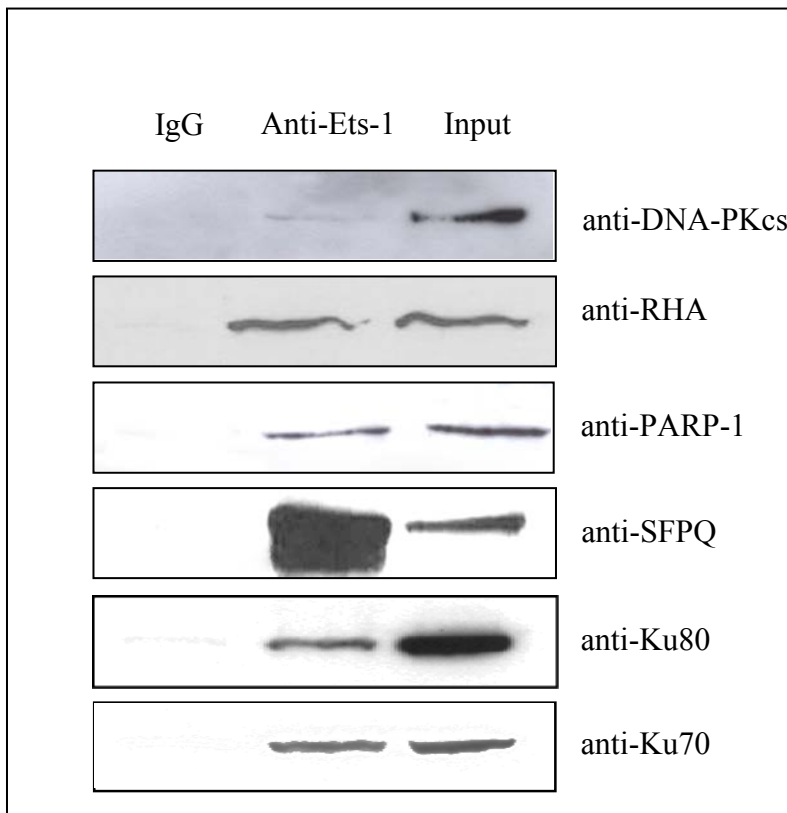 IgG Anti-Ets-1 Input
anti-DNA-PKcs
anti-RHA
anti-PARP-1
anti-SFPQ
anti-Ku80
anti-Ku70